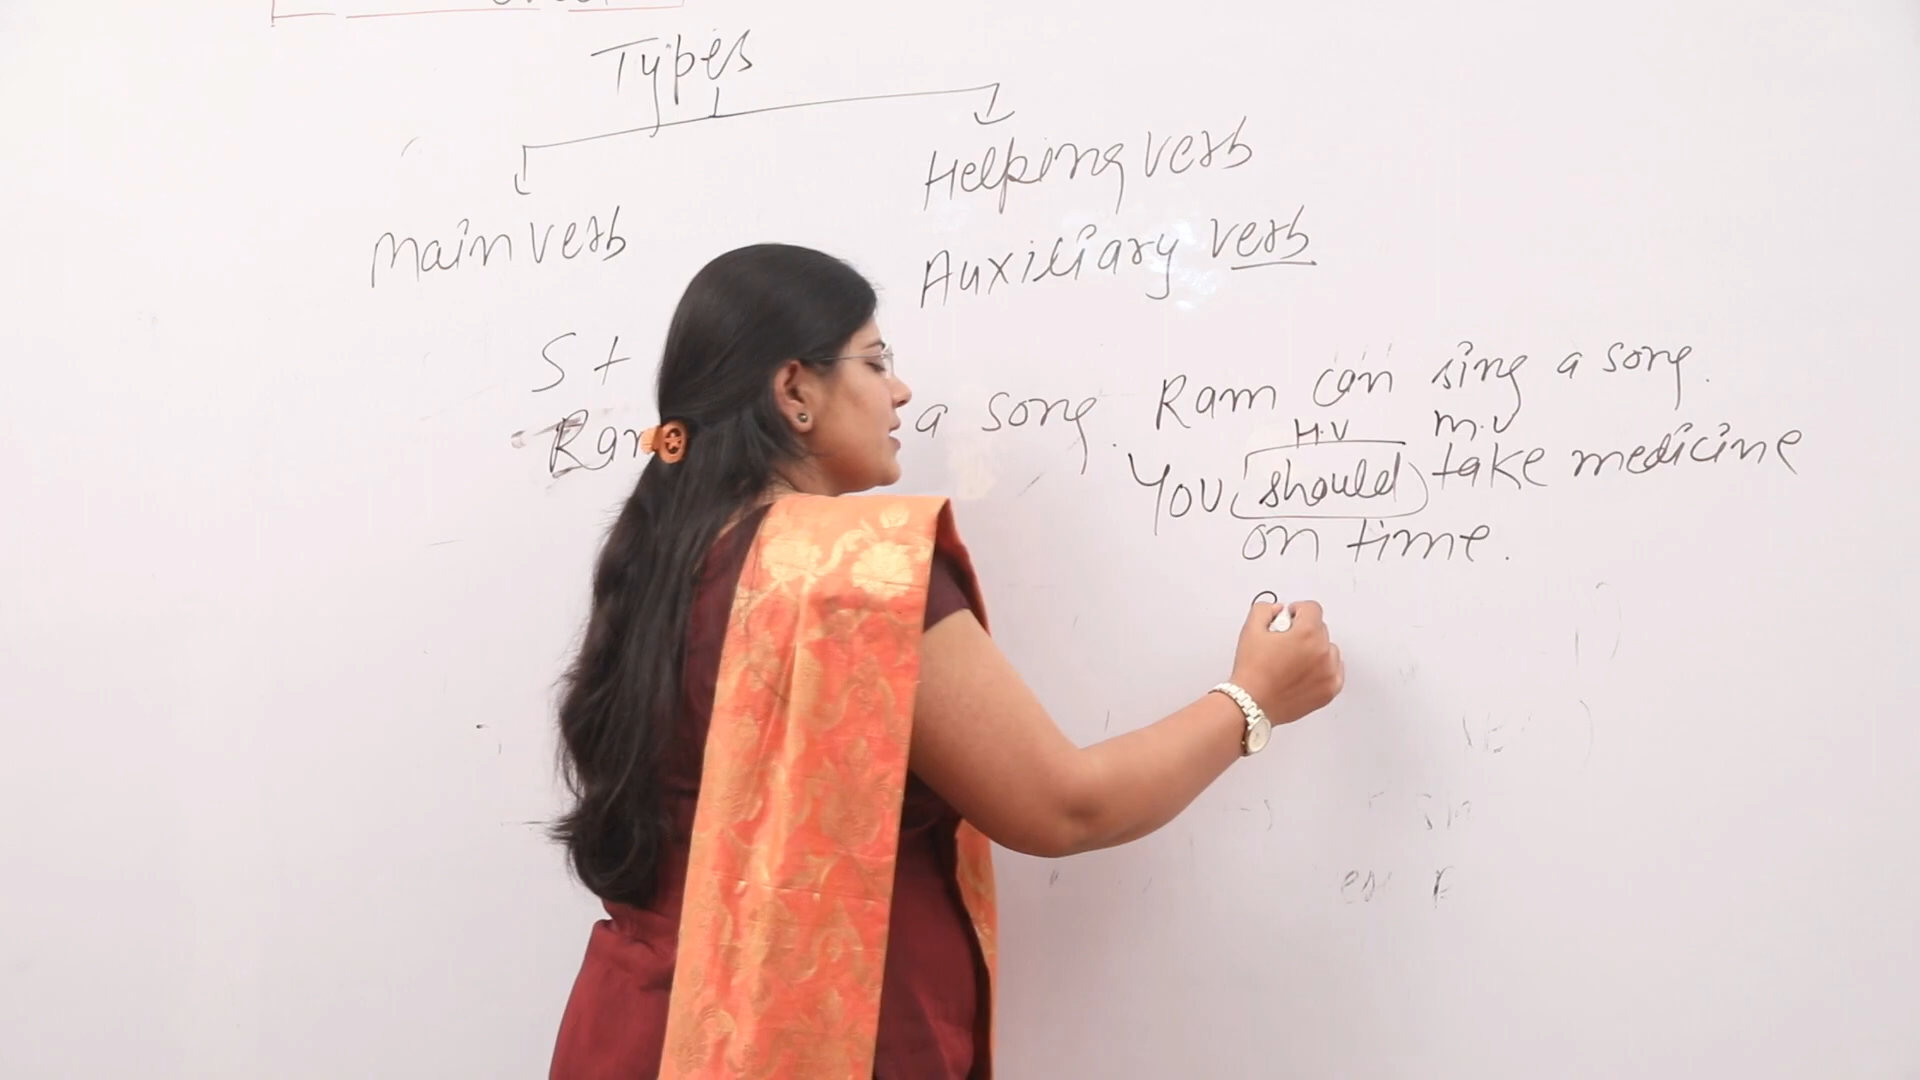 Types
Main verb
Helping verb
Auxiliary verb
S +
a song.
Ram can sing a song.
H.V m.v
You should take medicine
on time.